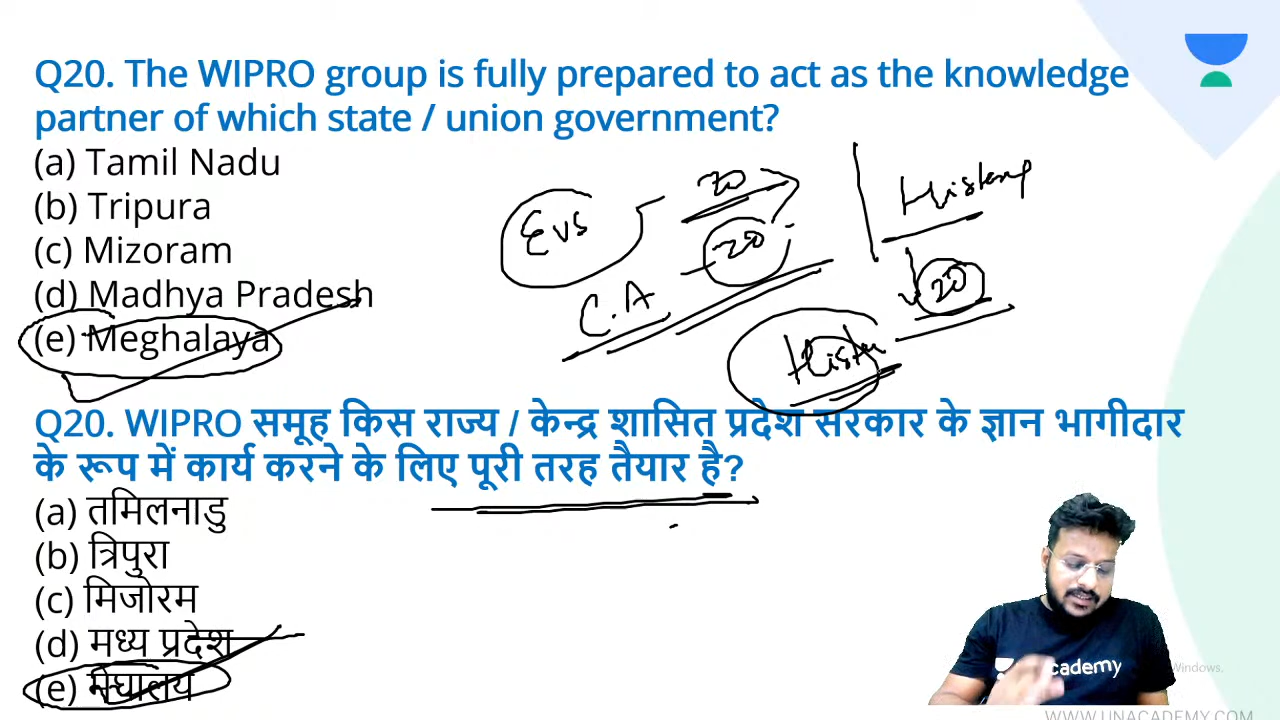 Q20. The WIPRO group is fully prepared to act as the knowledge
partner of which state / union government?
(a) Tamil Nadu
(b) Tripura
(c) Mizoram
(d) Madhya Pradesh
(e) Meghalaya
Evs
20
20
C.A
History
20
Histo
Q20. WIPRO समूह किस राज्य / केन्द्र शासित प्रदेश सरकार के ज्ञान भागीदार
के रूप में कार्य करने के लिए पूरी तरह तैयार है?
(a) तमिलनाडु
(b) त्रिपुरा
(c) मिजोरम
(d) मध्य प्रदेश
(e) मेघालय
academy
Windows.
WWW.UNACADEMY.COM